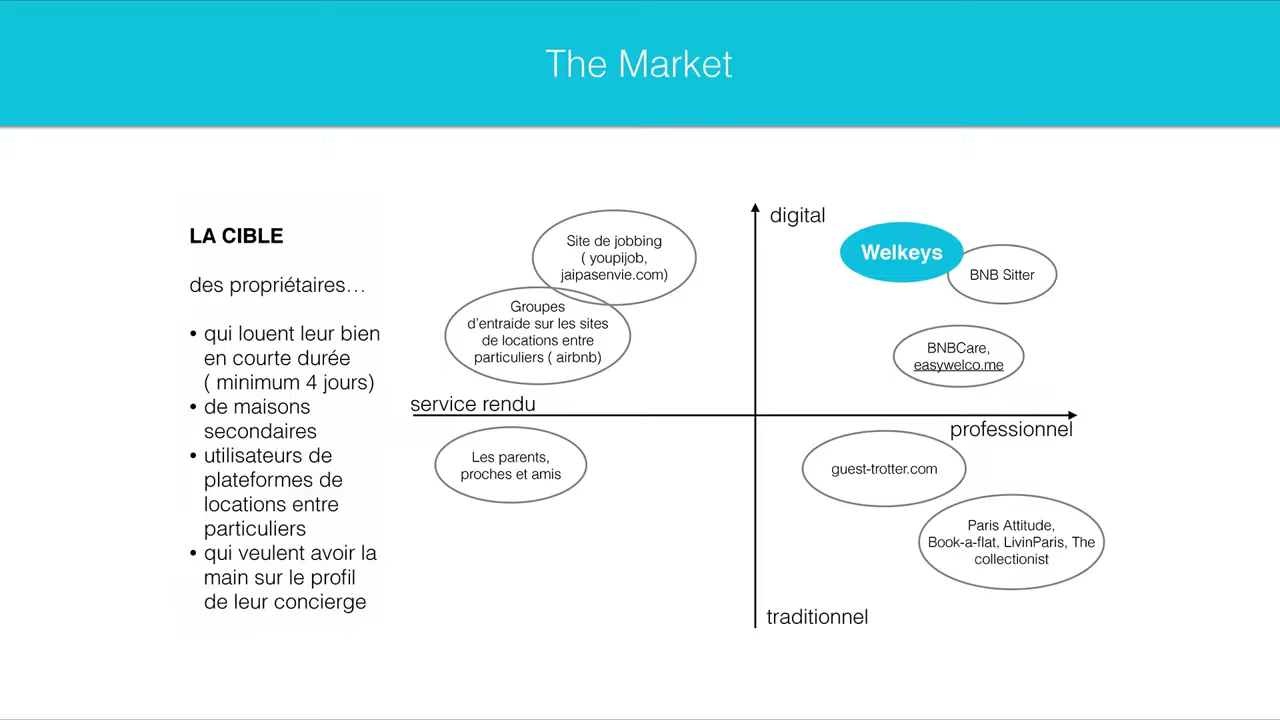 The Market
LA CIBLE
des propriétaires…
• qui louent leur bien
en courte durée
( minimum 4 jours)
• de maisons
secondaires
• utilisateurs de
plateformes de
locations entre
particuliers
• qui veulent avoir la
main sur le profil
de leur concierge
digital
Site de jobbing
( youpijob,
jaipasenvie.com)
Groupes
d'entraide sur les sites
de locations entre
particuliers ( airbnb)
Welkeys
BNB Sitter
BNBCare,
easywelco.me
service rendu
professionnel
Les parents,
proches et amis
guest-trotter.com
Paris Attitude,
Book-a-flat, LivinParis, The
collectionist
traditionnel